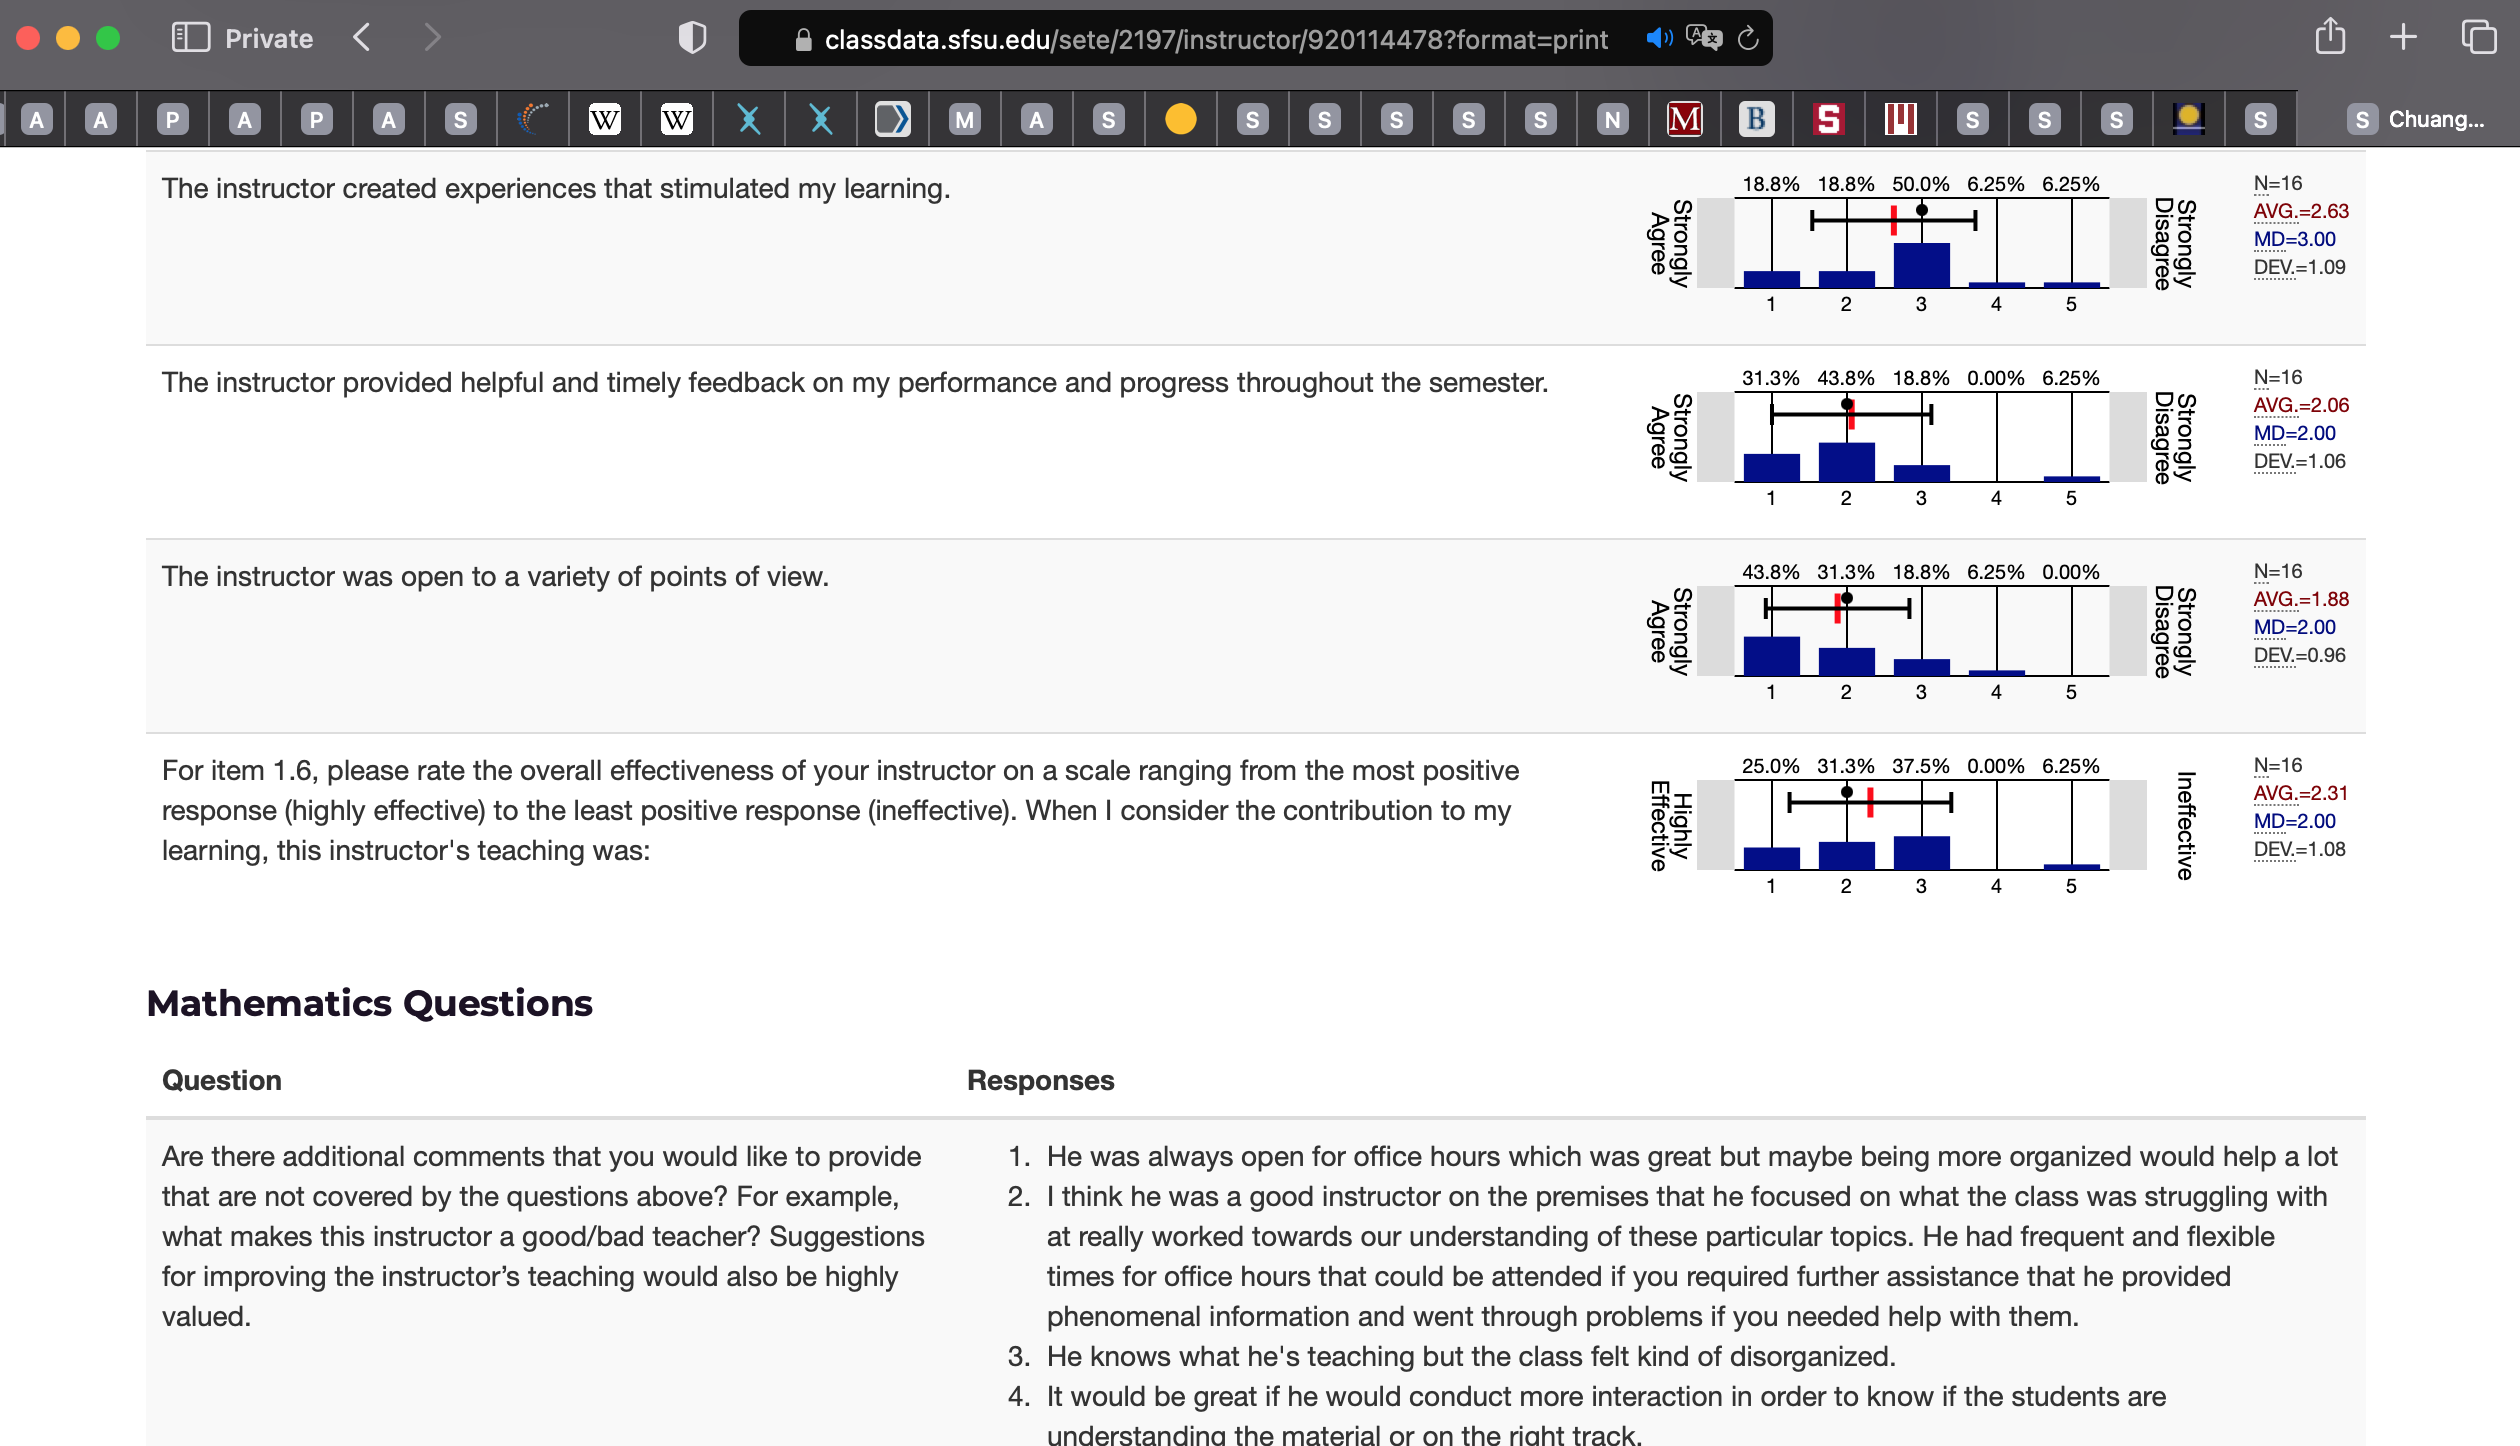 Private
classdata.sfsu.edu/sete/2197/instructor/920114478?format=print
A A P A P A S W W M A S S S S S S N M B S S S S S S Chuang...
The instructor created experiences that stimulated my learning.
18.8% 18.8% 50.0% 6.25% 6.25%
Strongly
Agree
Strongly
Disagree
1 2 3 4 5
N=16
AVG.=2.63
MD=3.00
DEV.=1.09
The instructor provided helpful and timely feedback on my performance and progress throughout the semester.
31.3% 43.8% 18.8% 0.00% 6.25%
Strongly
Agree
Strongly
Disagree
1 2 3 4 5
N=16
AVG.=2.06
MD=2.00
DEV.=1.06
The instructor was open to a variety of points of view.
43.8% 31.3% 18.8% 6.25% 0.00%
Strongly
Agree
Strongly
Disagree
1 2 3 4 5
N=16
AVG.=1.88
MD=2.00
DEV.=0.96
For item 1.6, please rate the overall effectiveness of your instructor on a scale ranging from the most positive
response (highly effective) to the least positive response (ineffective). When I consider the contribution to my
learning, this instructor's teaching was:
25.0% 31.3% 37.5% 0.00% 6.25%
Highly
Effective
Ineffective
1 2 3 4 5
N=16
AVG.=2.31
MD=2.00
DEV.=1.08
Mathematics Questions
Question
Responses
Are there additional comments that you would like to provide
that are not covered by the questions above? For example,
what makes this instructor a good/bad teacher? Suggestions
for improving the instructor’s teaching would also be highly
valued.
1. He was always open for office hours which was great but maybe being more organized would help a lot
2. I think he was a good instructor on the premises that he focused on what the class was struggling with
at really worked towards our understanding of these particular topics. He had frequent and flexible
times for office hours that could be attended if you required further assistance that he provided
phenomenal information and went through problems if you needed help with them.
3. He knows what he's teaching but the class felt kind of disorganized.
4. It would be great if he would conduct more interaction in order to know if the students are
understanding the material or on the right track.